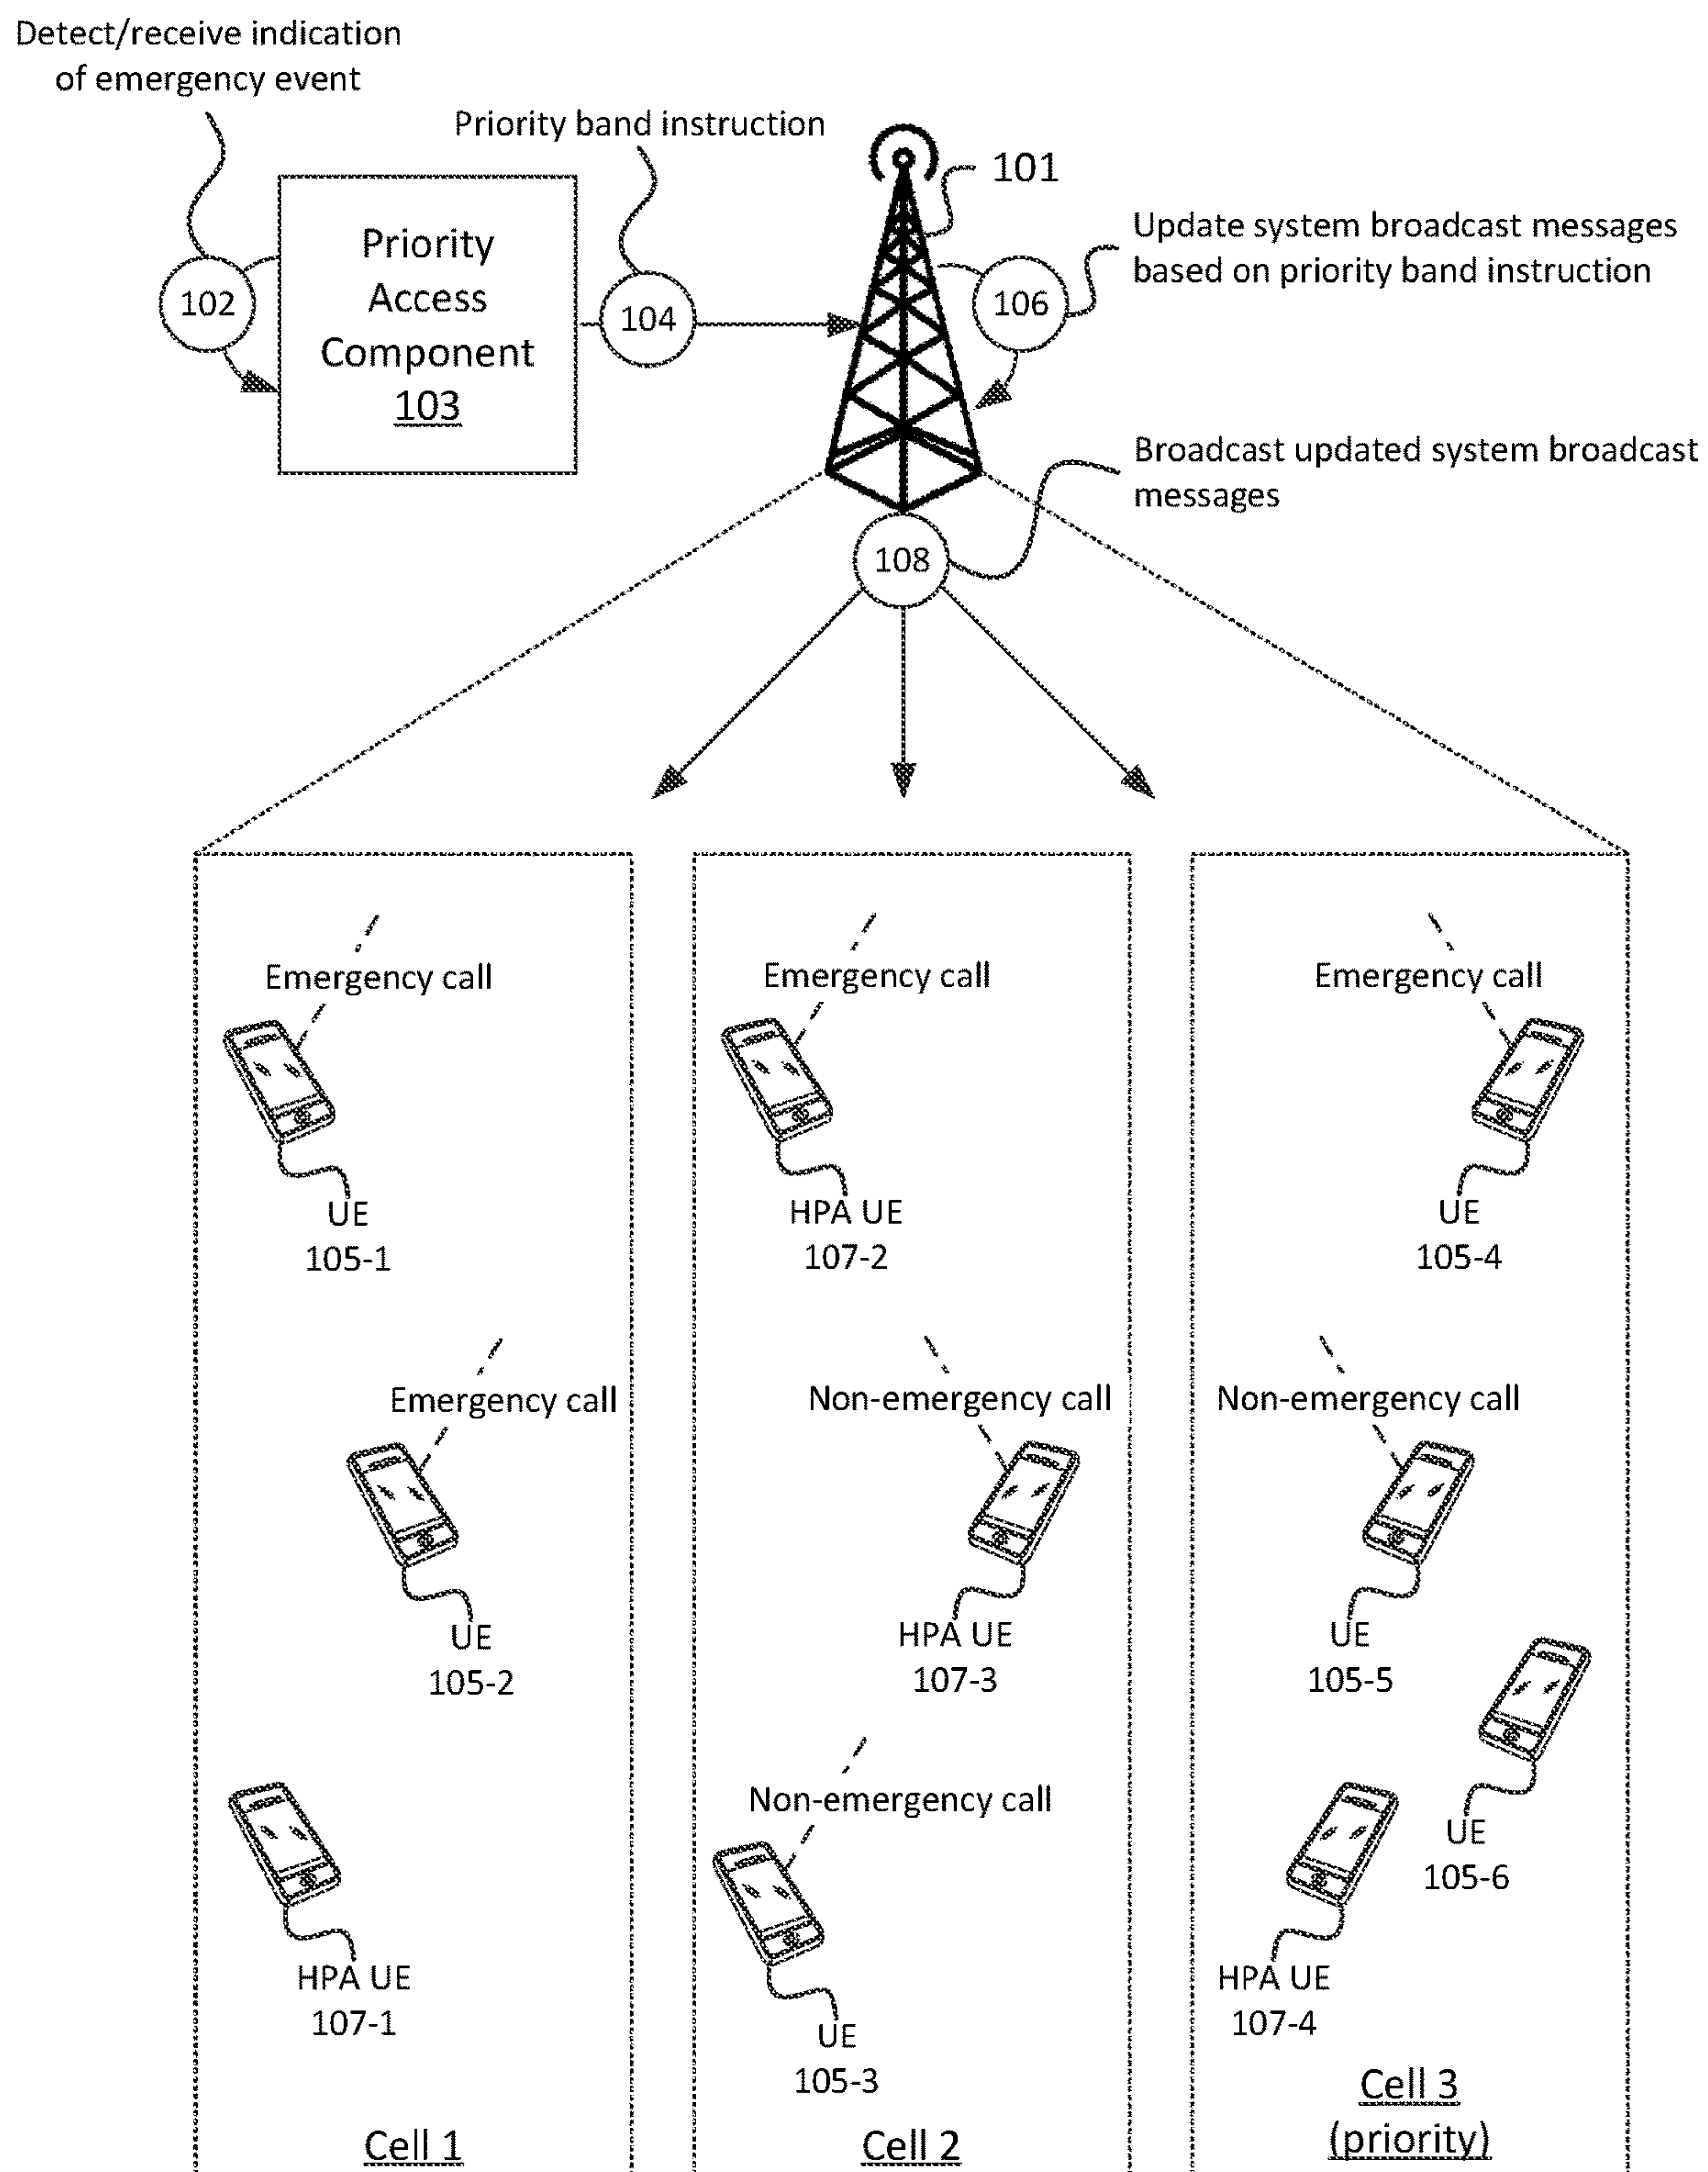 Detect/receive indication
of emergency event
Priority band instruction
101
Update system broadcast messages
based on priority band instruction
Priority
Access
Component
103
102
104
106
Broadcast updated system broadcast
messages
108
Emergency call
UE
105-1
Emergency call
UE
105-2
HPA UE
107-1
Cell 1
Emergency call
HPA UE
107-2
Non-emergency call
HPA UE
107-3
Non-emergency call
UE
105-3
Cell 2
Emergency call
UE
105-4
Non-emergency call
UE
105-5
UE
105-6
HPA UE
107-4
Cell 3
(priority)